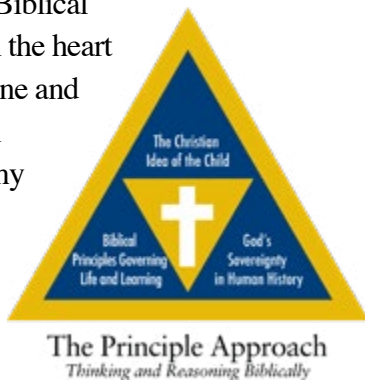 Biblical
the heart
ne and
ny
The Christian
Idea of the Child
Biblical
Principles Governing
Life and Learning
God's
Sovereignty
in Human History
The Principle Approach
Thinking and Reasoning Biblically